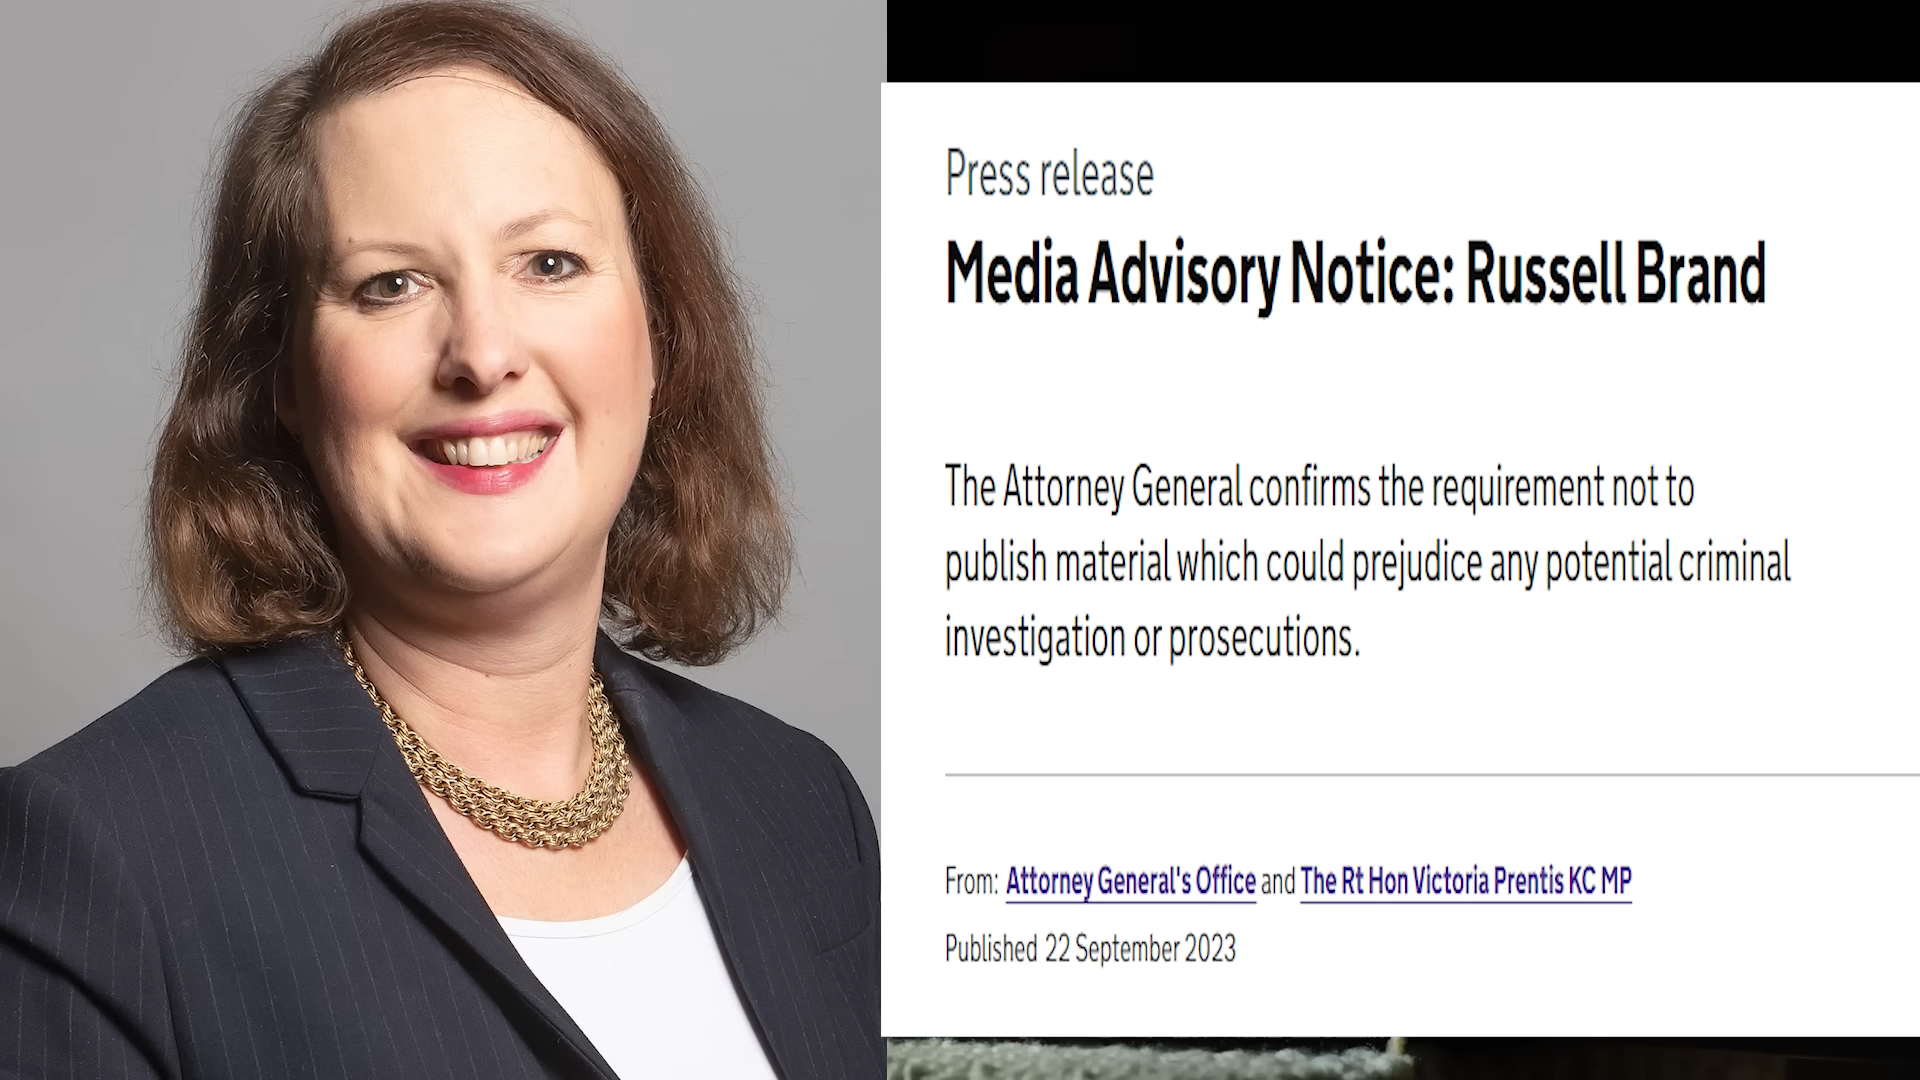 Press release
Media Advisory Notice: Russell Brand
The Attorney General confirms the requirement not to
publish material which could prejudice any potential criminal
investigation or prosecutions.
From: Attorney General's Office and The Rt Hon Victoria Prentis KC MP
Published 22 September 2023